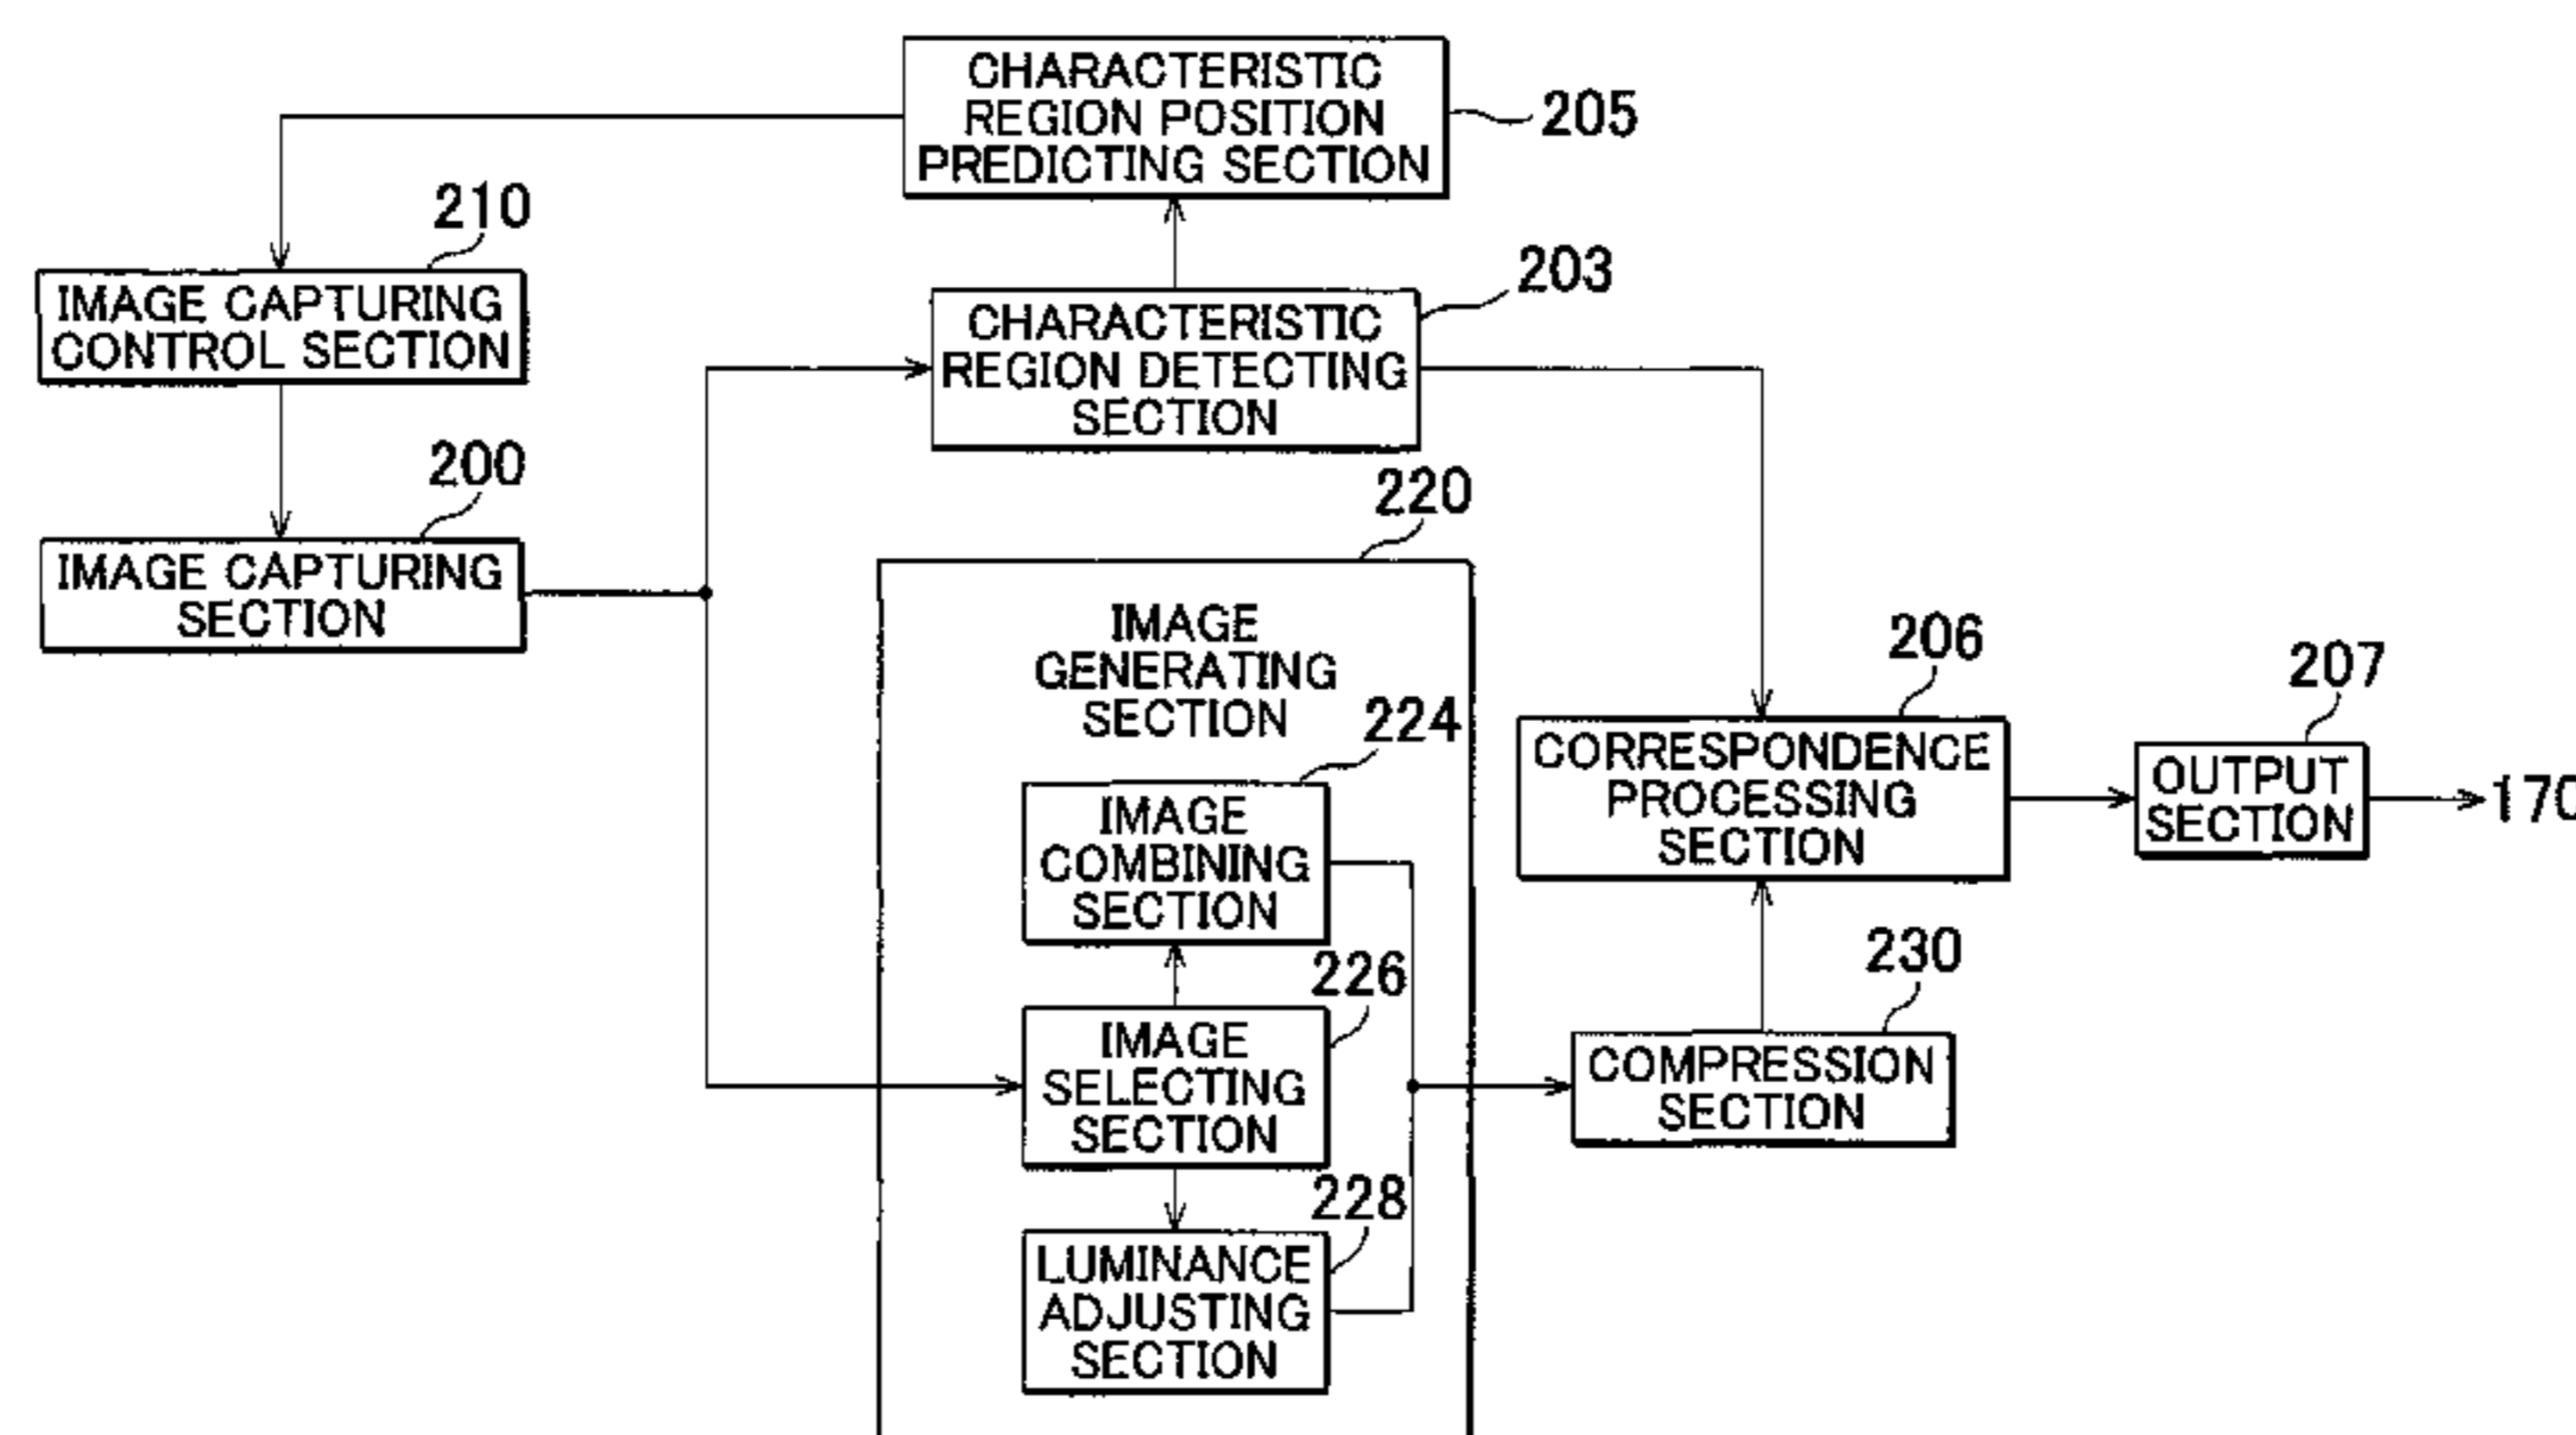 CHARACTERISTIC
REGION POSITION
PREDICTING SECTION
205
210
IMAGE CAPTURING
CONTROL SECTION
203
CHARACTERISTIC
REGION DETECTING
SECTION
200
IMAGE CAPTURING
SECTION
220
IMAGE
GENERATING
SECTION
224
IMAGE
COMBINING
SECTION
226
IMAGE
SELECTING
SECTION
228
LUMINANCE
ADJUSTING
SECTION
206
CORRESPONDENCE
PROCESSING
SECTION
207
OUTPUT
SECTION
170
230
COMPRESSION
SECTION